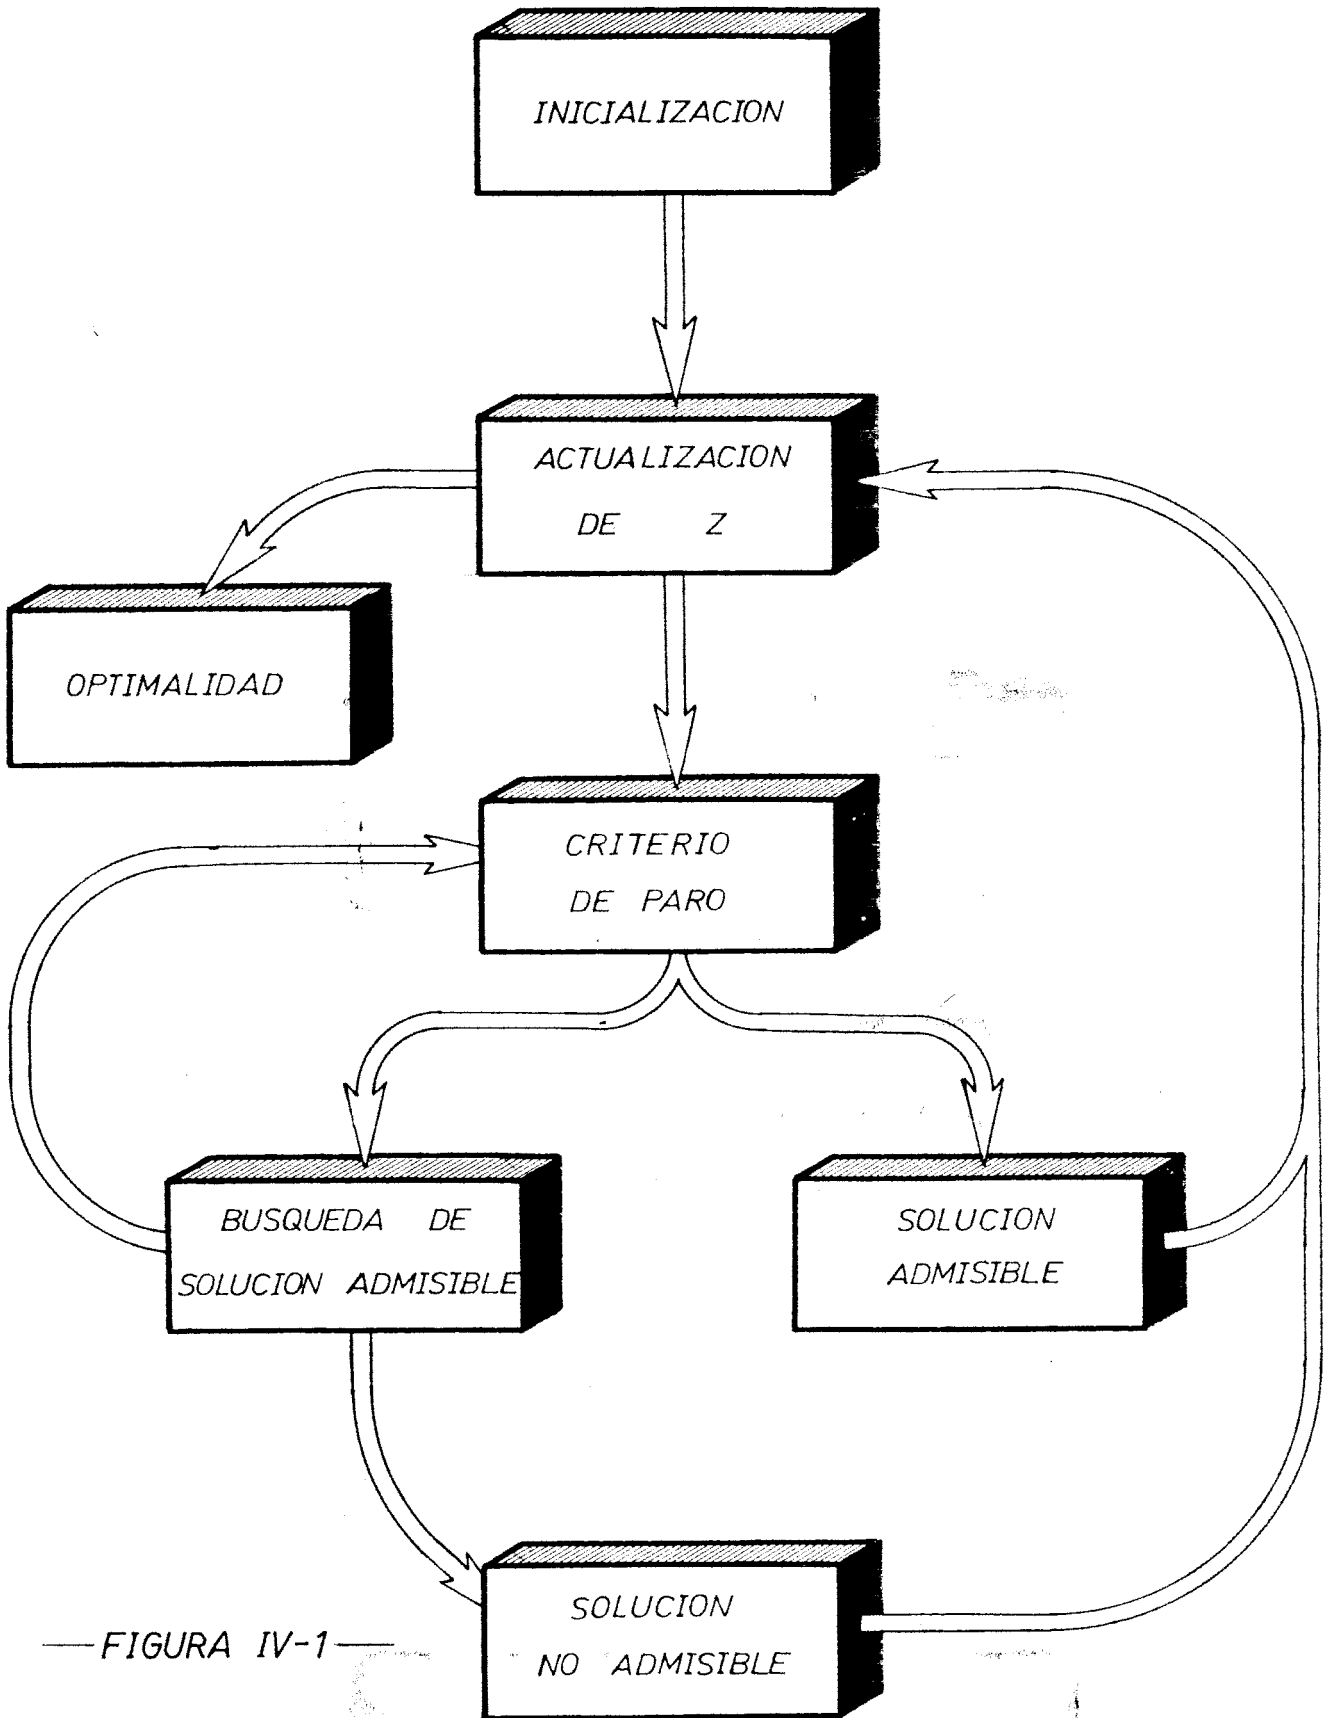 INICIALIZACION
ACTUALIZACION
DE Z
OPTIMALIDAD
CRITERIO
DE PARO
BUSQUEDA DE
SOLUCION ADMISIBLE
SOLUCION
ADMISIBLE
SOLUCION
NO ADMISIBLE
—FIGURA IV-1—